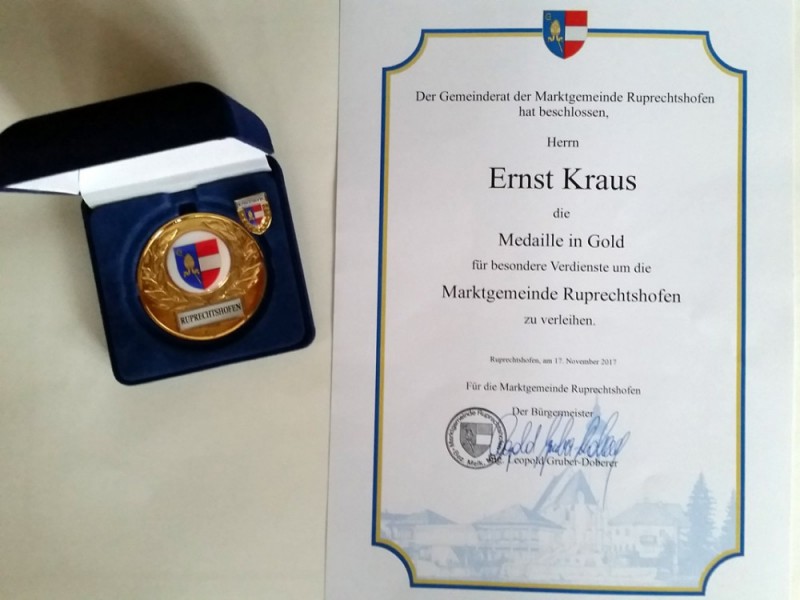 RUPRECHTSHOFEN
Der Gemeinderat der Marktgemeinde Ruprechtshofen
hat beschlossen,
Herrn
Ernst Kraus
die
Medaille in Gold
für besondere Verdienste um die
Marktgemeinde Ruprechtshofen
zu verleihen.
Ruprechtshofen, am 17. November 2017
Für die Marktgemeinde Ruprechtshofen
Der Bürgermeister
Marktgemeinde Ruprechtshofen
Leopold Gruber-Doberer